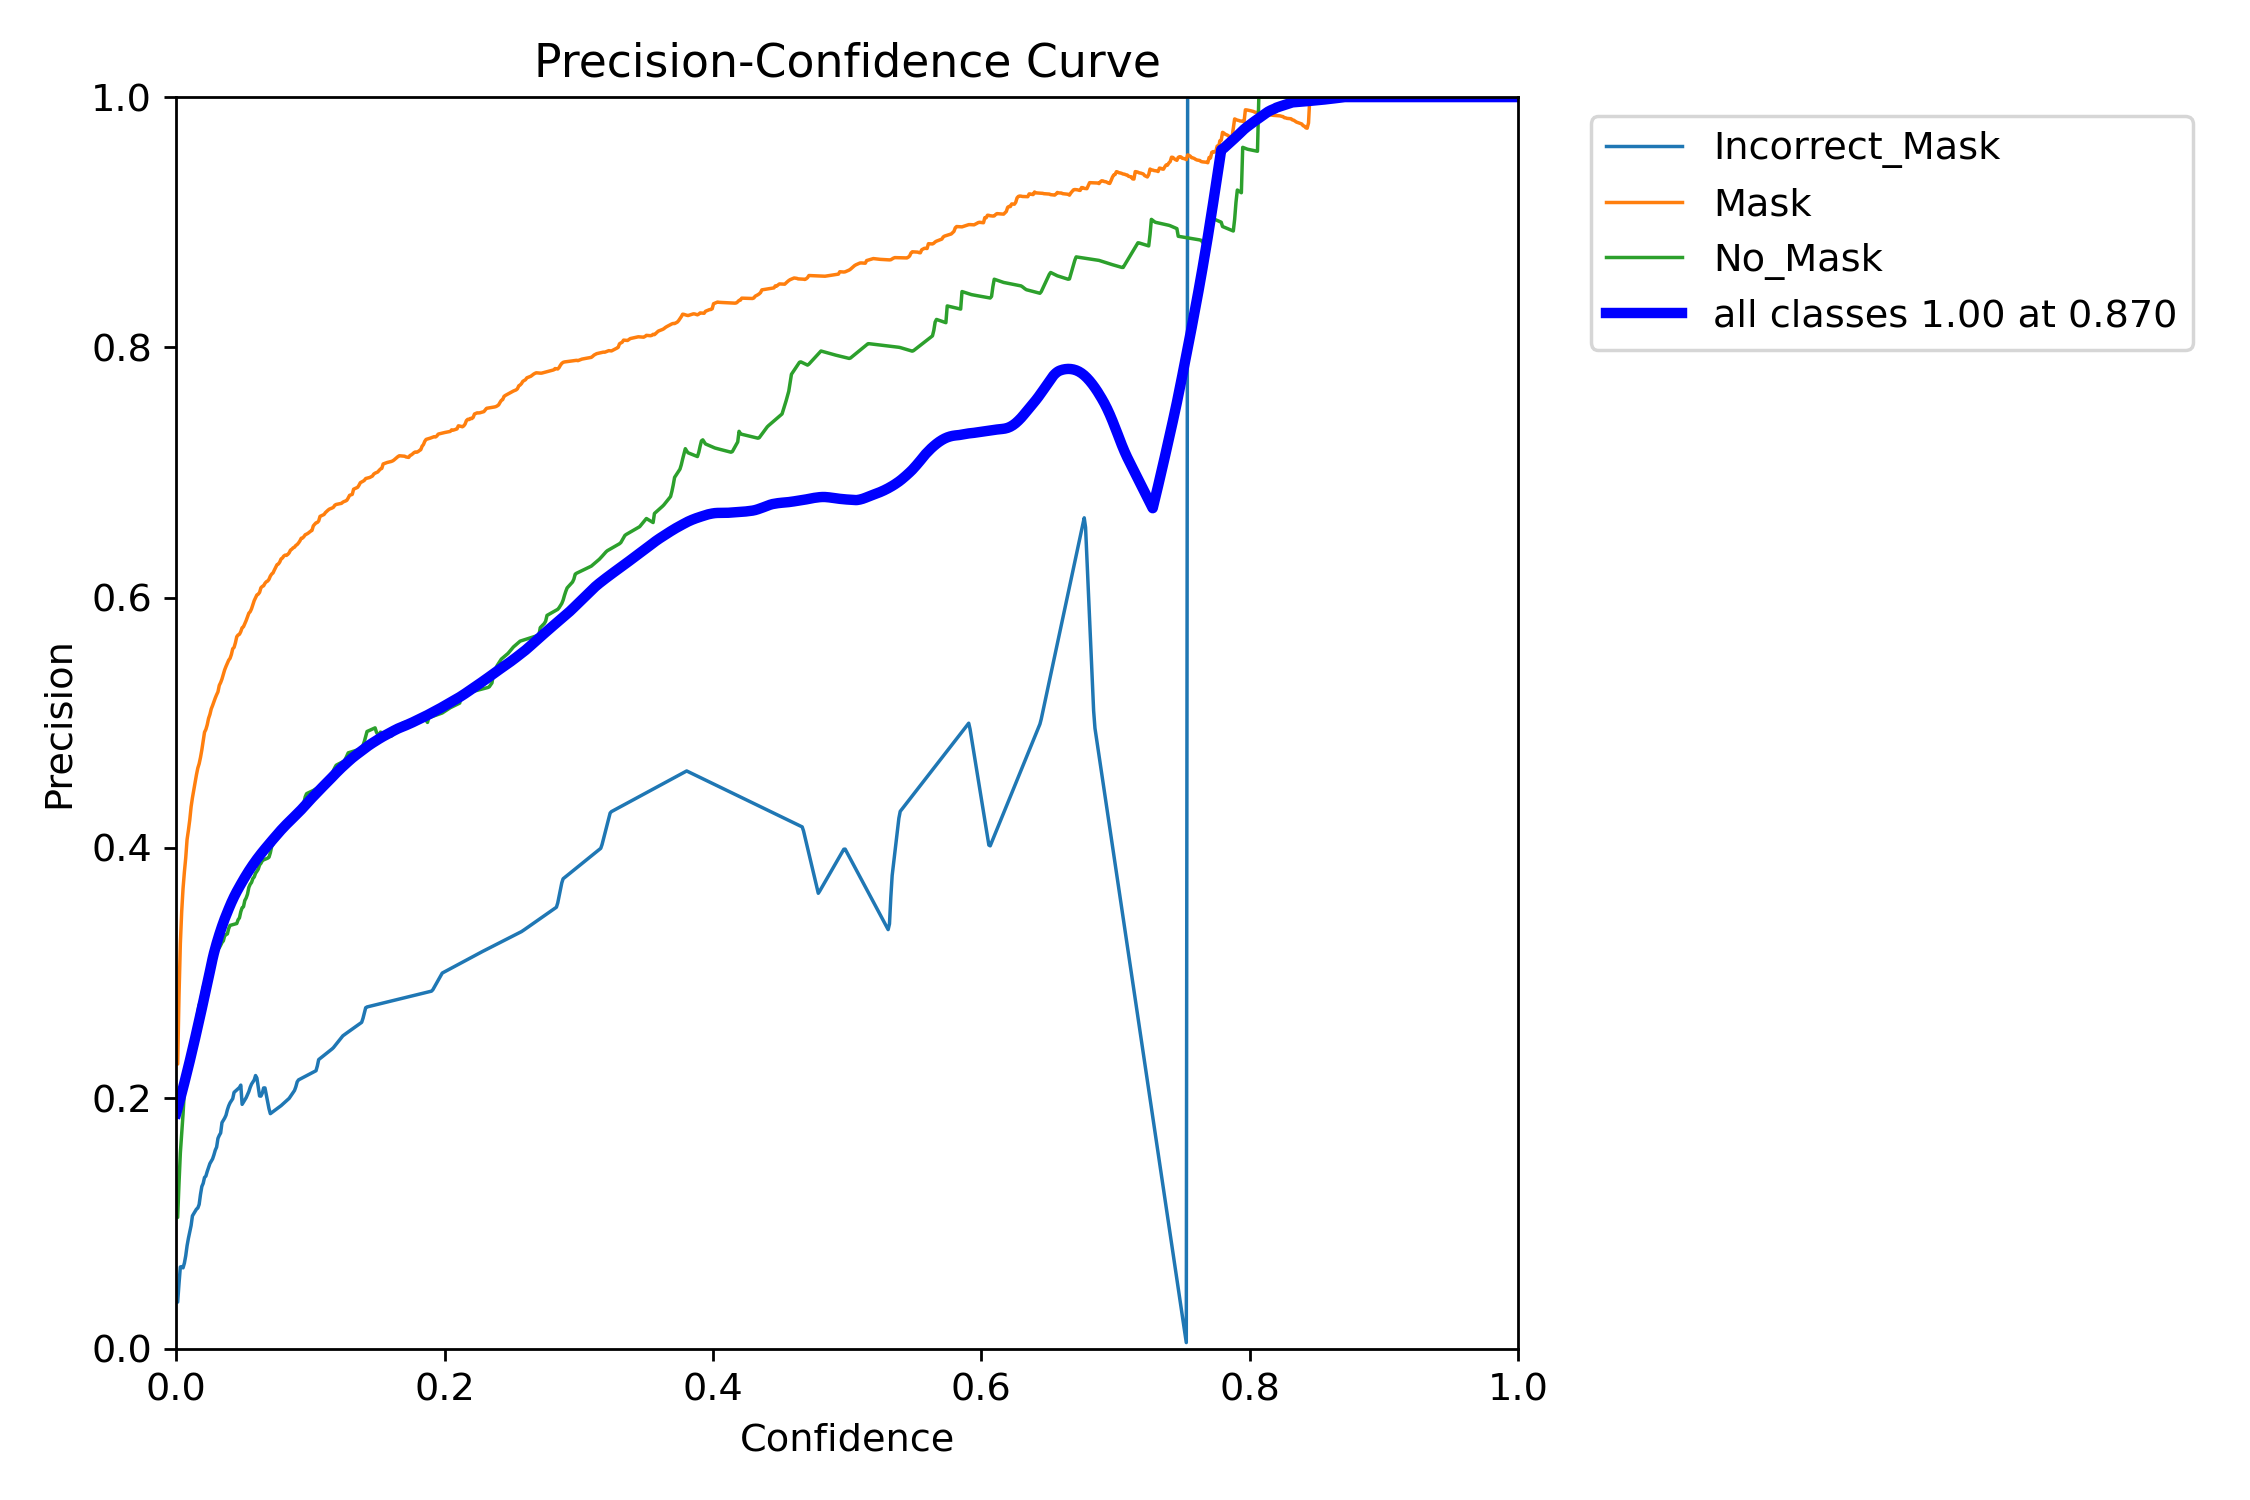 Precision-Confidence Curve
1.0
0.8
0.6
0.4
0.2
0.0
Precision
0.0 0.2 0.4 0.6 0.8 1.0
Confidence
Incorrect_Mask
Mask
No_Mask
all classes 1.00 at 0.870